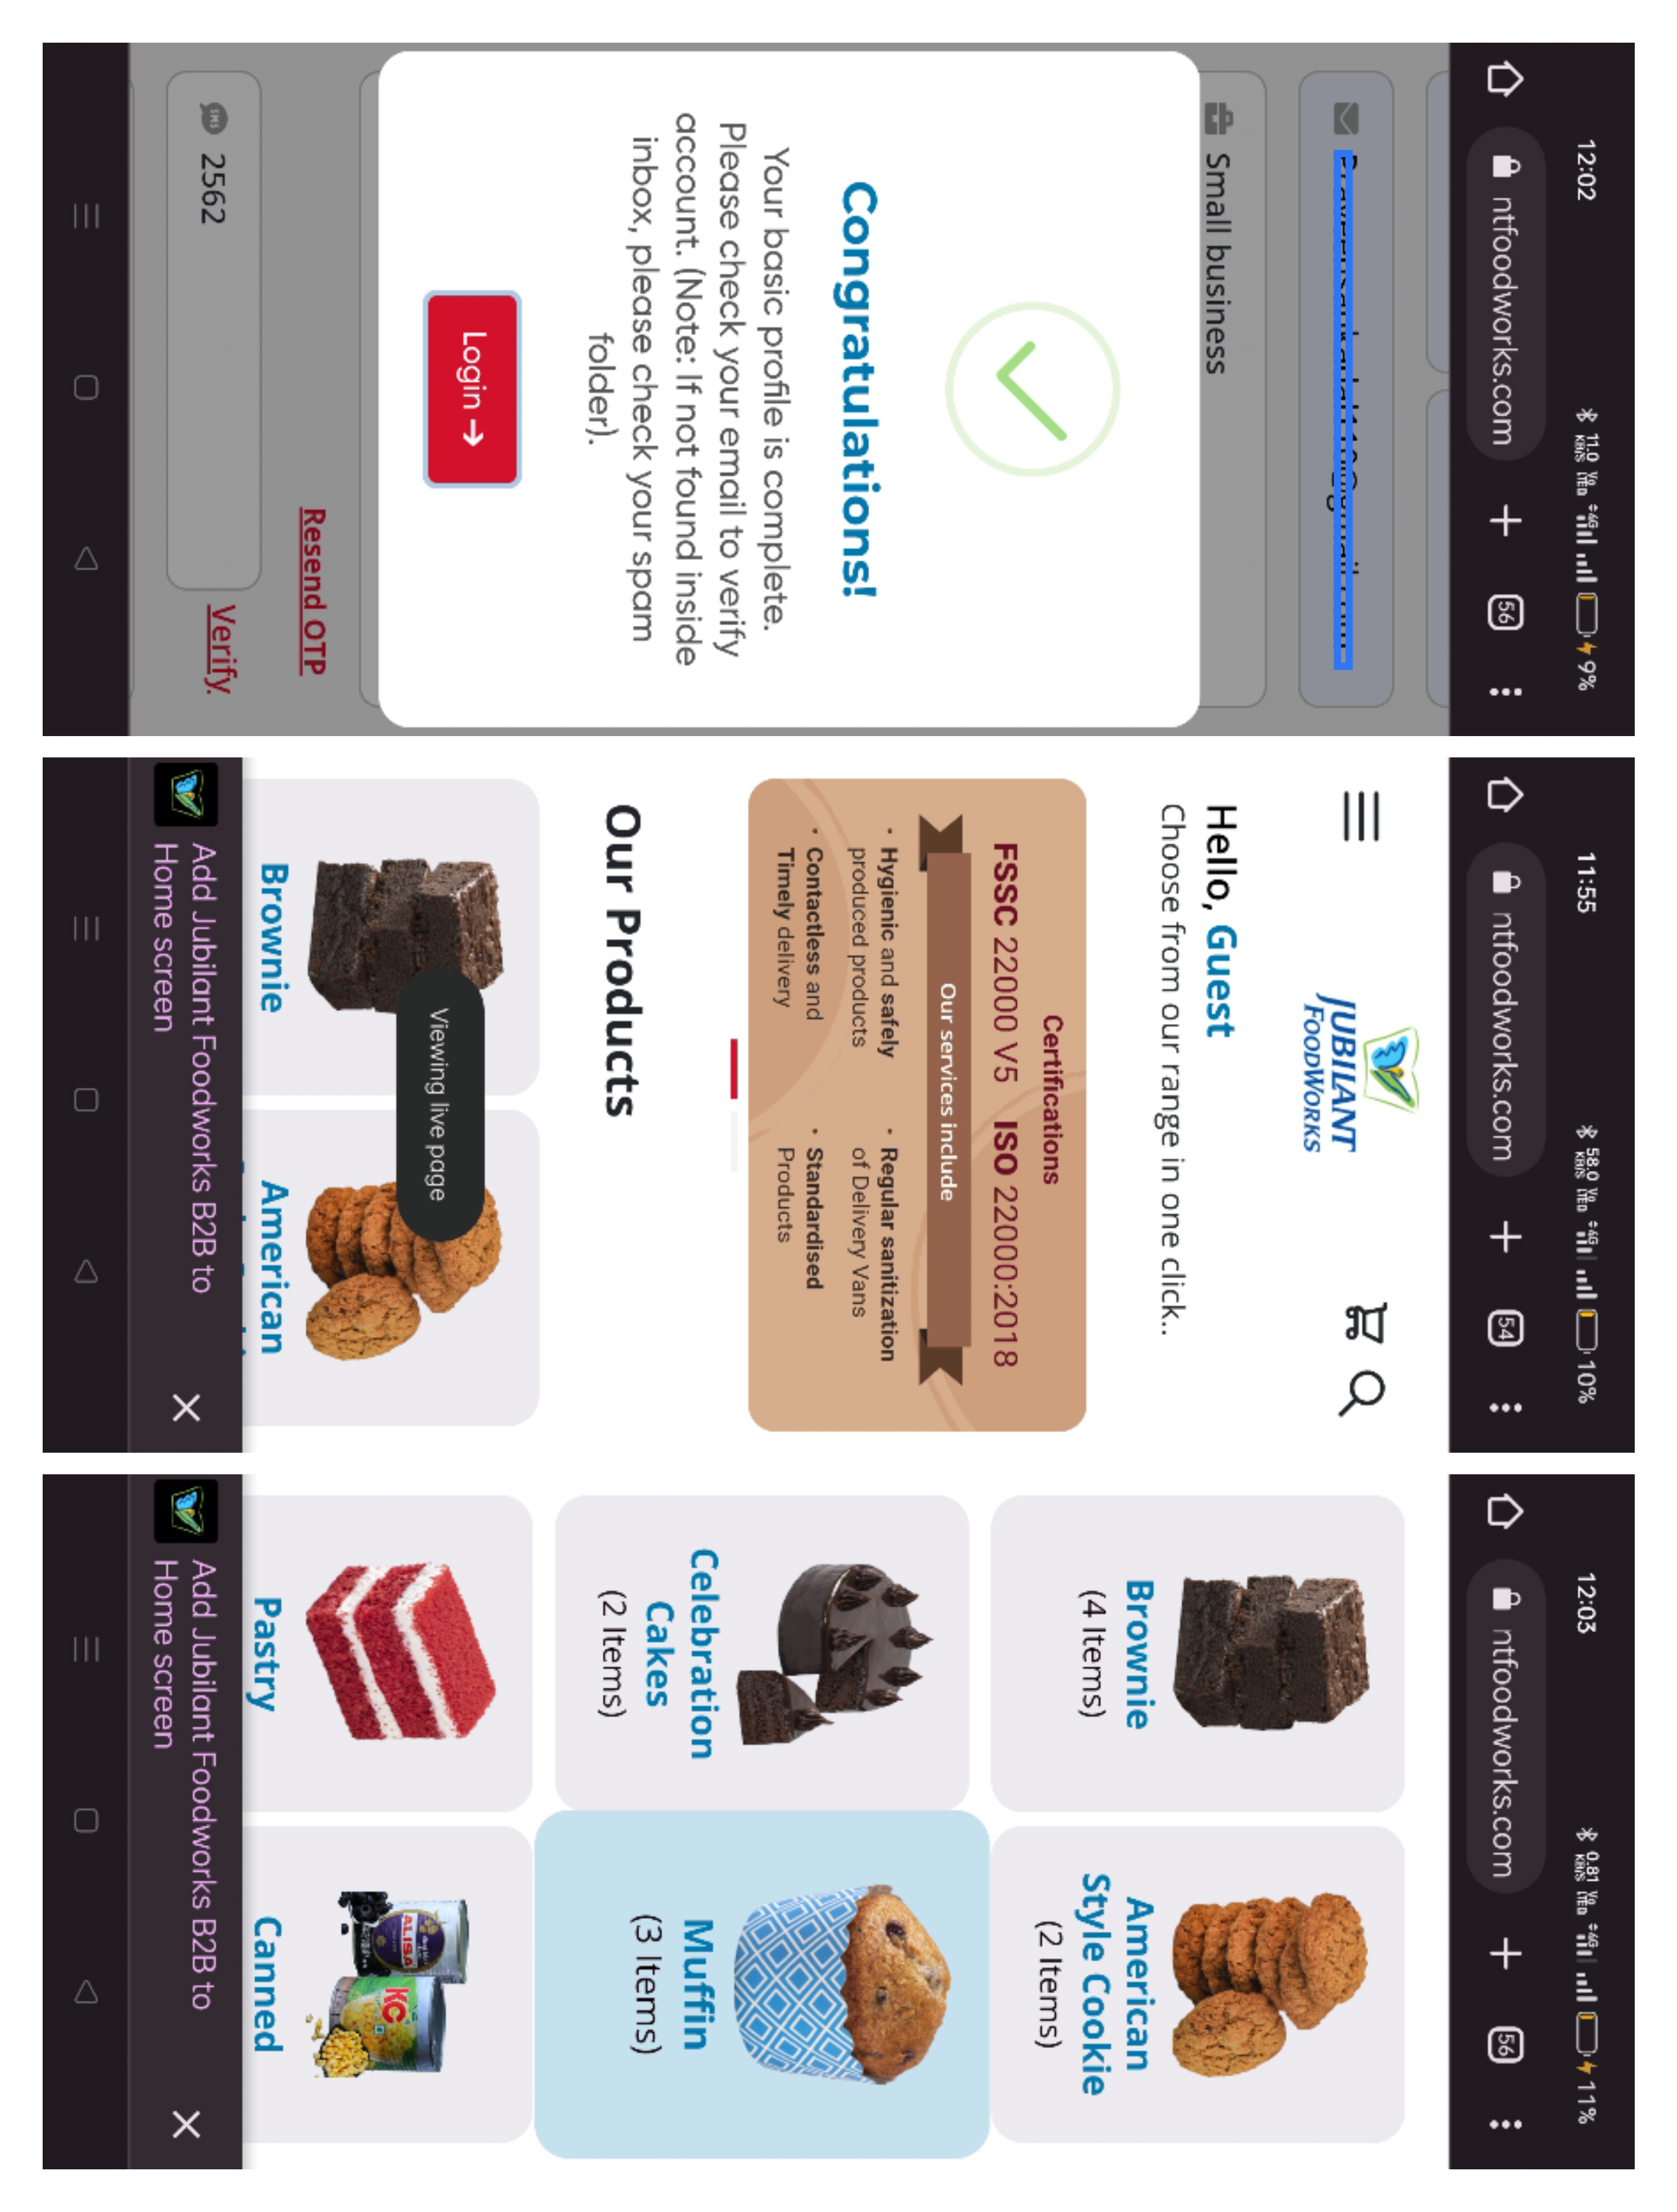 12:02
11.0 KB/S
4G
9%
ntfoodworks.com
56
Small business
Congratulations!
Your basic profile is complete.
Please check your email to verify
account. (Note: If not found inside
inbox, please check your spam
folder).
Login →
Resend OTP
SMS
2562
Verify
11:55
58.0 KB/S
4G
10%
ntfoodworks.com
54
JUBILANT
FOODWORKS
Hello, Guest
Choose from our range in one click..
Certifications
FSSC 22000 V5 ISO 22000:2018
Our services include
· Hygienic and safely
produced products
· Contactless and
Timely delivery
· Regular sanitization
of Delivery Vans
· Standardised
Products
Our Products
Viewing live page
Brownie
American
Add Jubilant Foodworks B2B to
Home screen
12:03
0.81 KB/S
4G
11%
ntfoodworks.com
56
Brownie
(4 Items)
American
Style Cookie
(2 Items)
Celebration
Cakes
(2 Items)
Muffin
(3 Items)
ALISA
KC
Pastry
Canned
Add Jubilant Foodworks B2B to
Home screen